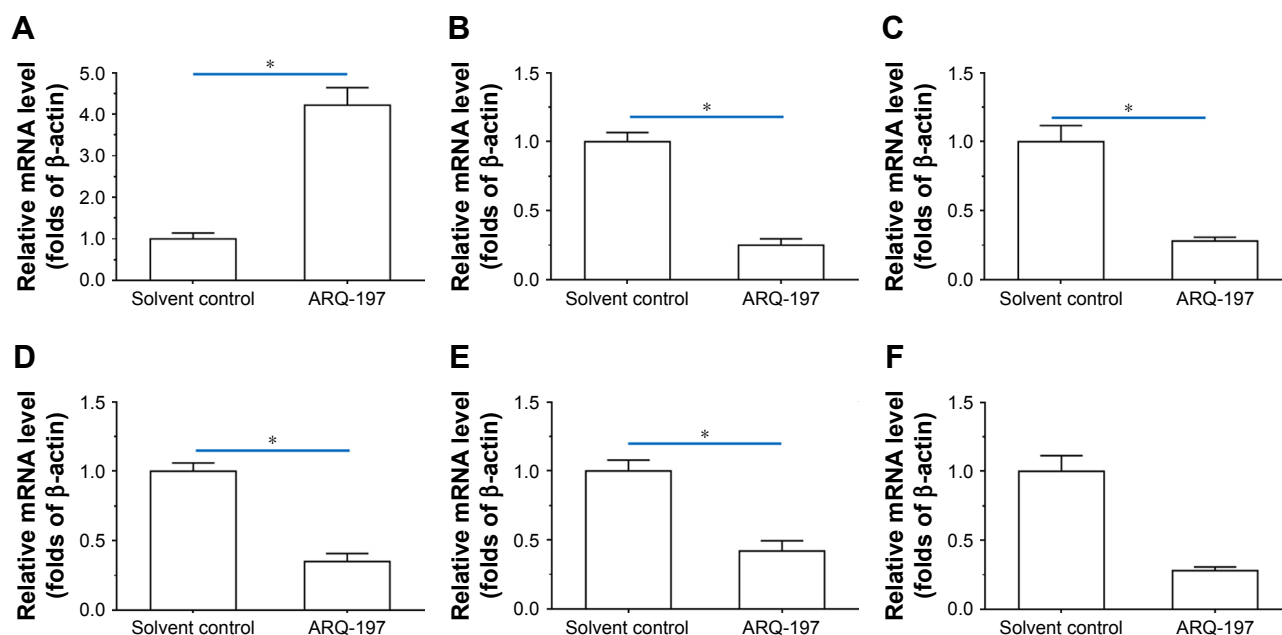 A
Relative mRNA level
(folds of β-actin)
5.0
4.0
3.0
2.0
1.0
0.0
*
Solvent control
ARQ-197
B
Relative mRNA level
(folds of β-actin)
1.5
1.0
0.5
0.0
*
Solvent control
ARQ-197
C
Relative mRNA level
(folds of β-actin)
1.5
1.0
0.5
0.0
*
Solvent control
ARQ-197
D
Relative mRNA level
(folds of β-actin)
1.5
1.0
0.5
0.0
*
Solvent control
ARQ-197
E
Relative mRNA level
(folds of β-actin)
1.5
1.0
0.5
0.0
*
Solvent control
ARQ-197
F
Relative mRNA level
(folds of β-actin)
1.5
1.0
0.5
0.0
Solvent control
ARQ-197